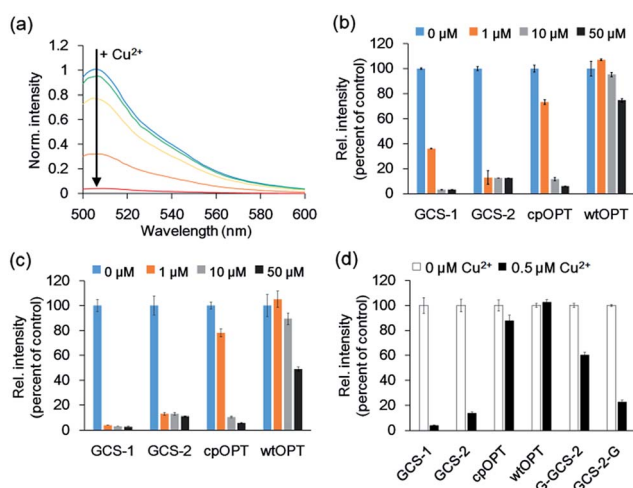 (a)
+ Cu²⁺
Norm. intensity
1.2
1
0.8
0.6
0.4
0.2
0
500 520 540 560 580 600
Wavelength (nm)
(b)
0 µM 1 µM 10 µM 50 µM
Rel. intensity
(percent of control)
120
100
80
60
40
20
0
GCS-1 GCS-2 cpOPT wtOPT
(c)
0 µM 1 µM 10 µM 50 µM
Rel. intensity
(percent of control)
120
100
80
60
40
20
0
GCS-1 GCS-2 cpOPT wtOPT
(d)
0 µM Cu²⁺ 0.5 µM Cu²⁺
Rel. intensity
(percent of control)
120
100
80
60
40
20
0
GCS-1
GCS-2
cpOPT
wtOPT
G-GCS-2
GCS-2-G